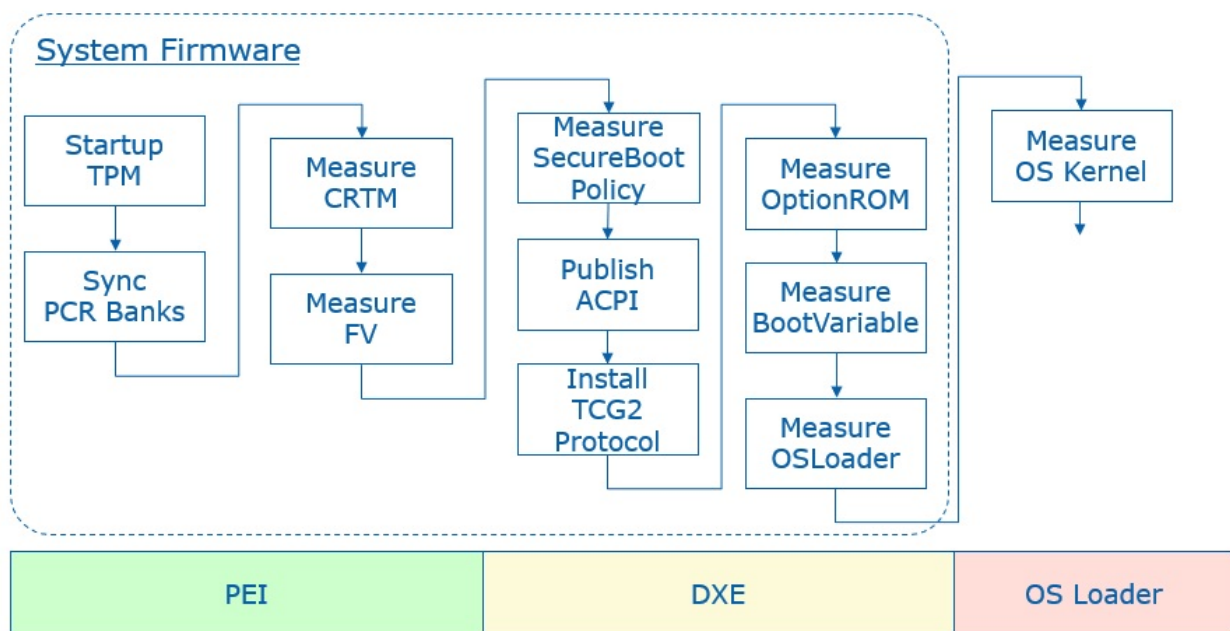 System Firmware
Startup
TPM
Sync
PCR Banks
Measure
CRTM
Measure
FV
Measure
SecureBoot
Policy
Publish
ACPI
Install
TCG2
Protocol
Measure
OptionROM
Measure
BootVariable
Measure
OSLoader
Measure
OS Kernel
PEI
DXE
OS Loader